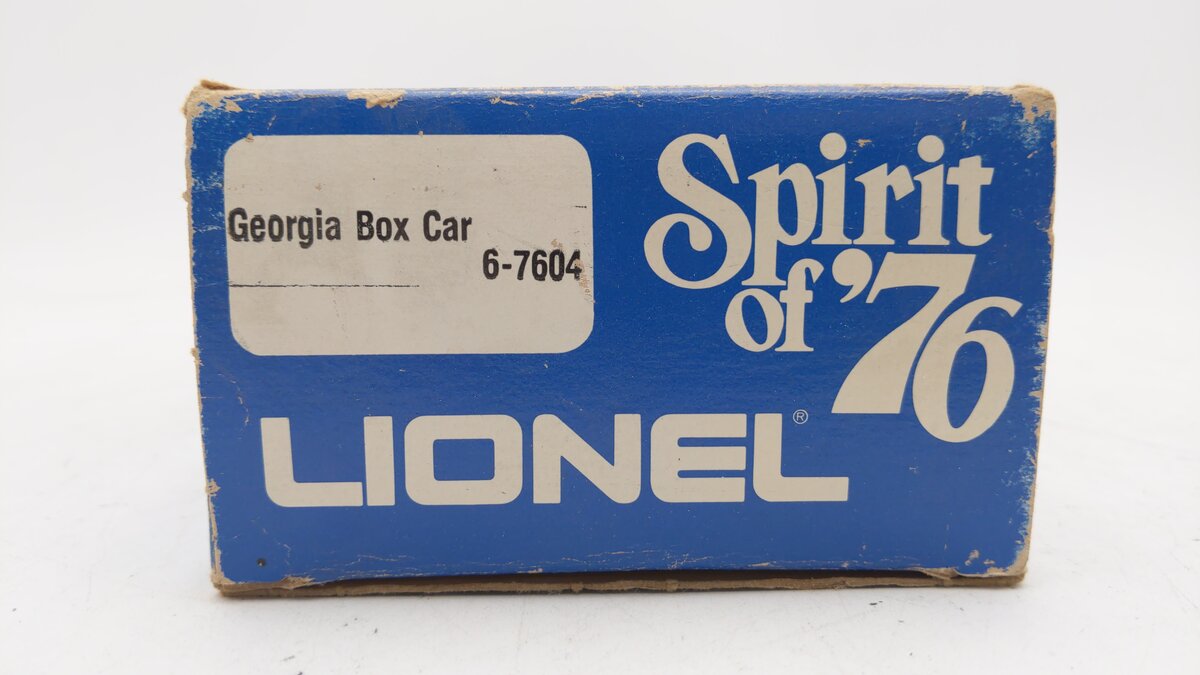 Georgia Box Car
6-7604
Spirit
of '76
LIONEL®